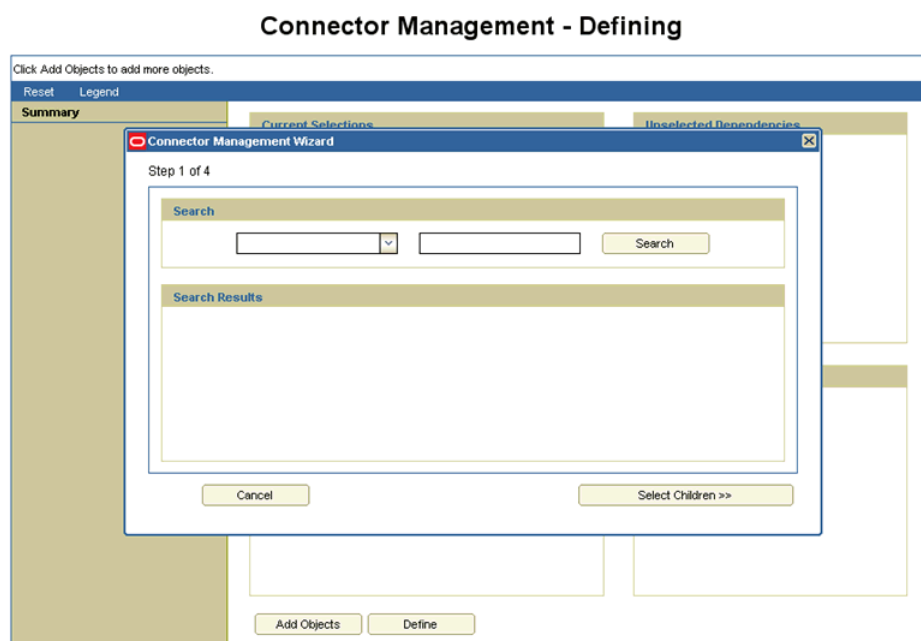 Connector Management - Defining
Click Add Objects to add more objects.
Reset Legend
Summary
Current Selections
Unselected Dependencies
Connector Management Wizard
Step 1 of 4
Search
Search
Search Results
Cancel
Select Children >>
Add Objects
Define